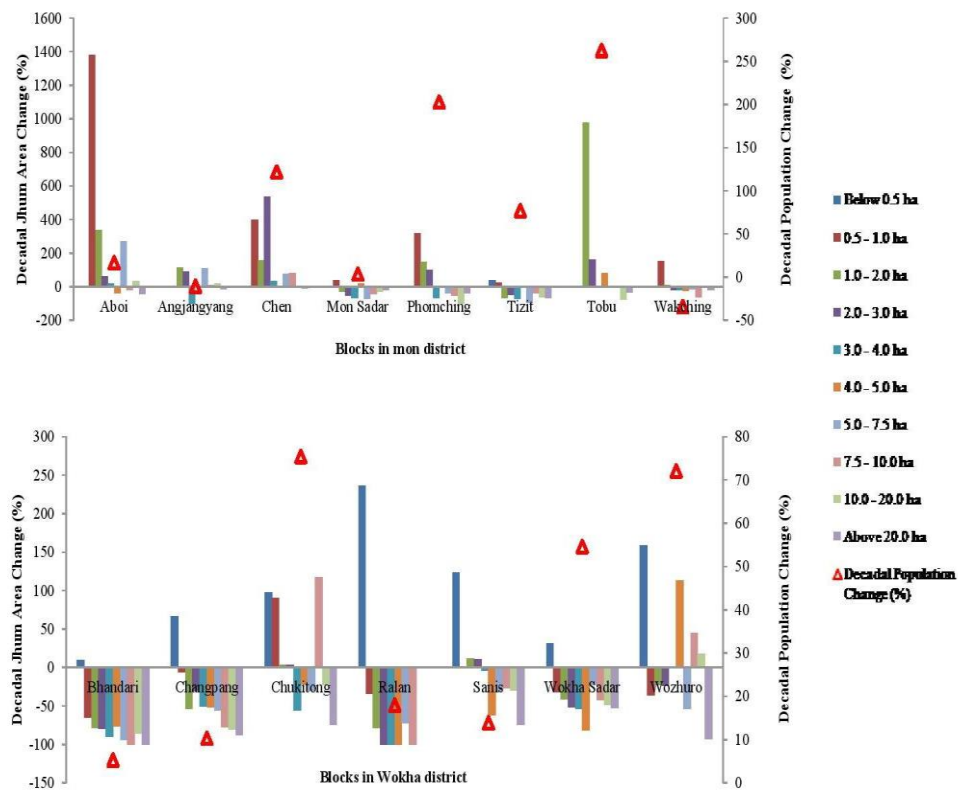 1600
1400
1200
1000
800
600
400
200
0
-200
Decadal Jhum Area Change (%)
300
250
200
150
100
50
0
-50
Decadal Population Change (%)
Aboi Angjangyang Chen Mon Sadar Phomching Tizit Tobu Wakching
Blocks in mon district
300
250
200
150
100
50
0
-50
-100
-150
Decadal Jhum Area Change (%)
80
70
60
50
40
30
20
10
0
Decadal Population Change (%)
Bhandari Changpang Chukitong Ralan Sanis Wokha Sadar Wozhuro
Blocks in Wokha district
Below 0.5 ha
0.5 - 1.0 ha
1.0 - 2.0 ha
2.0 - 3.0 ha
3.0 - 4.0 ha
4.0 - 5.0 ha
5.0 - 7.5 ha
7.5 - 10.0 ha
10.0 - 20.0 ha
Above 20.0 ha
Decadal Population
Change (%)